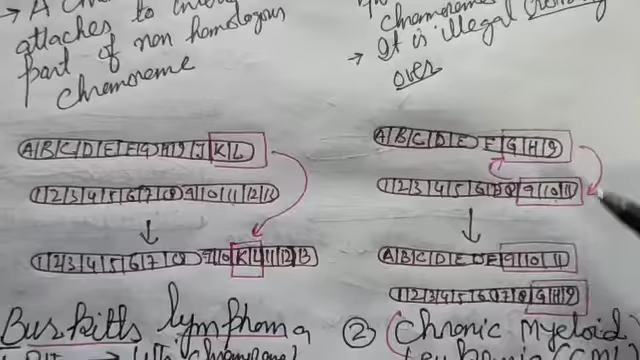 → A
attaches to
part of non homologous
chromosome
A B C D E F G H I J K L
1 2 3 4 5 6 7 8 9 10 11 12 13
1 2 3 4 5 6 7 8 9 10 K L 11 12 13
Burkitts lymphoma
chromosome
→ It is illegal crossing
over
A B C D E F G H I
1 2 3 4 5 6 7 8 9 10 11
A B C D E F 9 10 11
1 2 3 4 5 6 7 8 G H I
② Chronic Myeloid